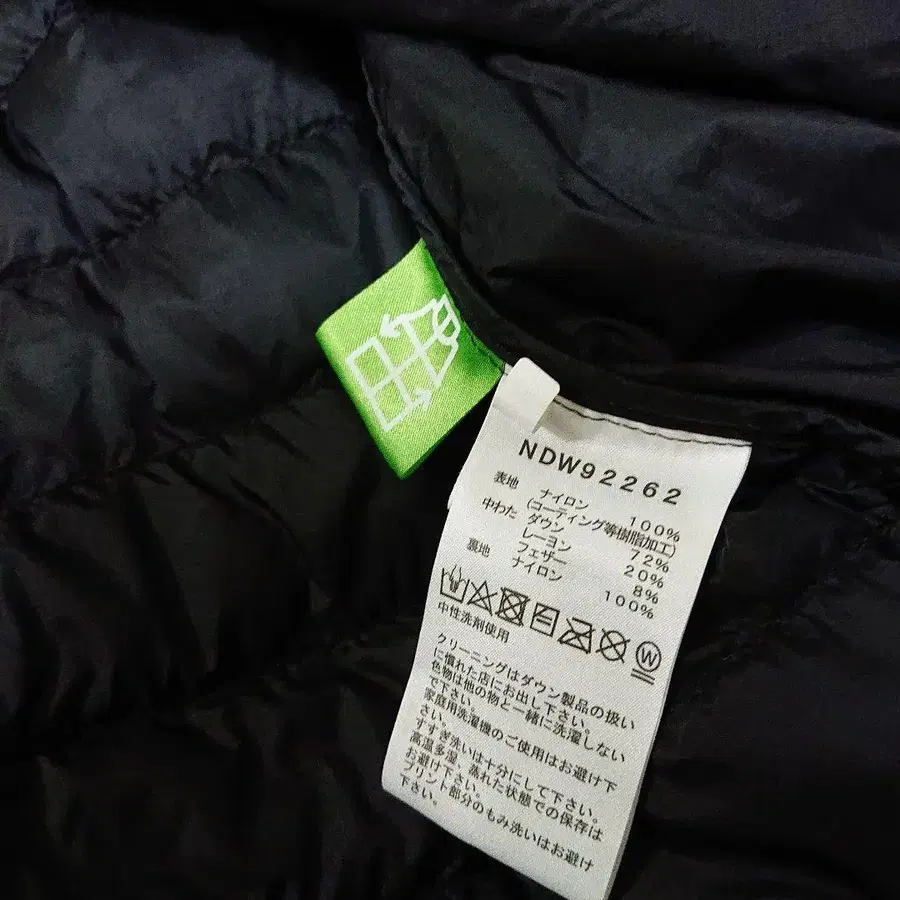 NDW92262
表地 ナイロン 100%
(コーティング等樹脂加工)
中わた ダウン 72%
レーヨン 20%
フェザー 8%
裏地 ナイロン 100%
中性洗剤使用
W
クリーニングはダウン製品の扱い
に慣れた店にお出し下さい。
色物は他の物と一緒に洗濯しない
で下さい。
家庭用洗濯機のご使用はお避け下
さい。
すすぎ洗いは十分にして下さい。
高温多湿、蒸れた状態での保存は
お避け下さい。
プリント部分のもみ洗いはお避け
下さい。